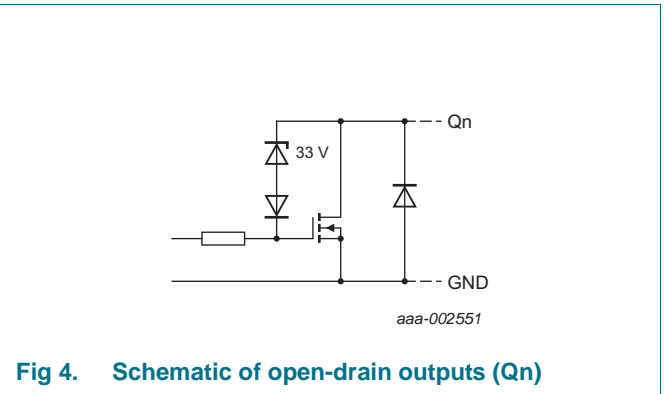 Qn
33 V
GND
aaa-002551
Fig 4. Schematic of open-drain outputs (Qn)